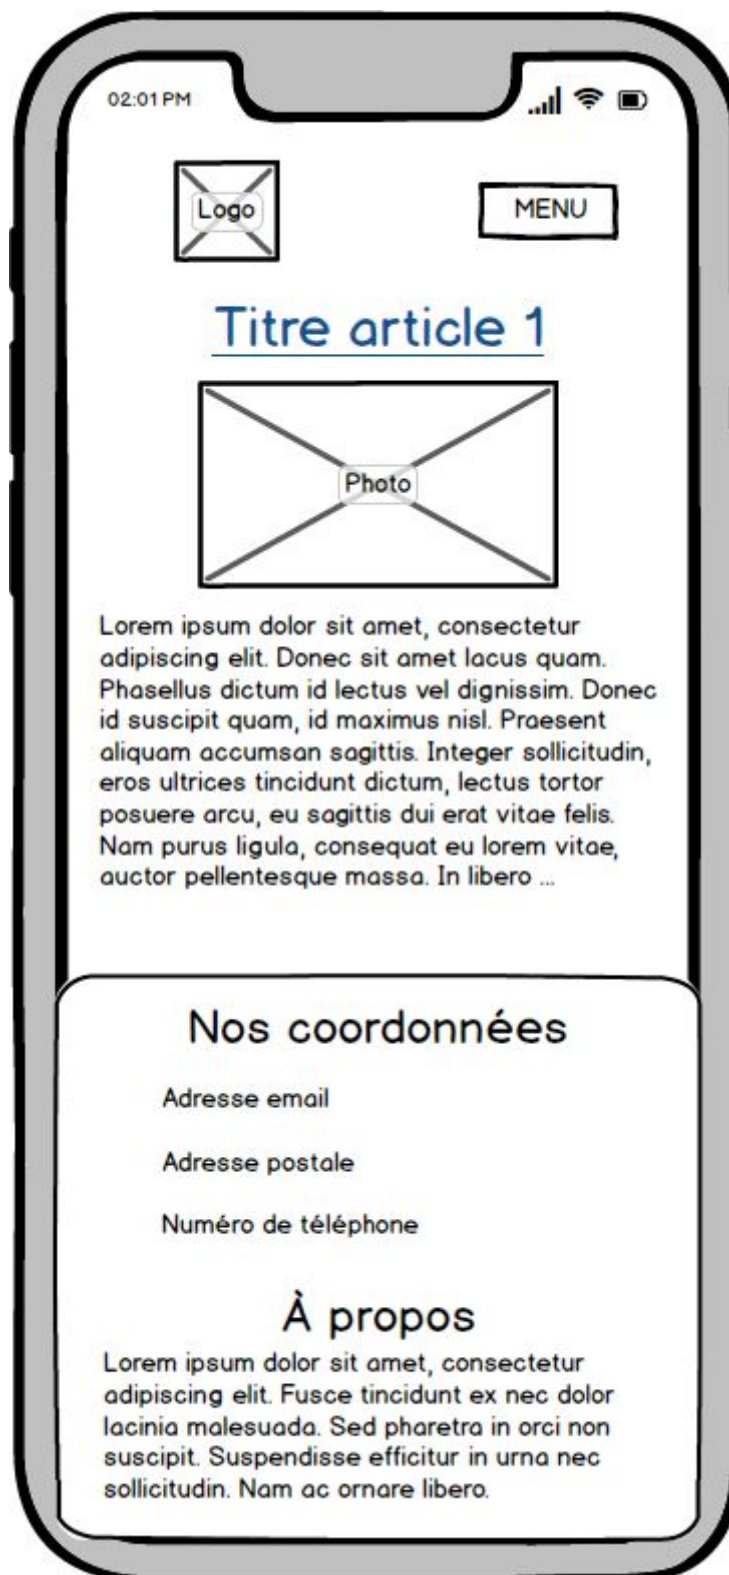 02:01 PM
Logo
MENU
Titre article 1
Photo
Lorem ipsum dolor sit amet, consectetur
adipiscing elit. Donec sit amet lacus quam.
Phasellus dictum id lectus vel dignissim. Donec
id suscipit quam, id maximus nisl. Praesent
aliquam accumsan sagittis. Integer sollicitudin,
eros ultrices tincidunt dictum, lectus tortor
posuere arcu, eu sagittis dui erat vitae felis.
Nam purus ligula, consequat eu lorem vitae,
auctor pellentesque massa. In libero ...
Nos coordonnées
Adresse email
Adresse postale
Numéro de téléphone
À propos
Lorem ipsum dolor sit amet, consectetur
adipiscing elit. Fusce tincidunt ex nec dolor
lacinia malesuada. Sed pharetra in orci non
suscipit. Suspendisse efficitur in urna nec
sollicitudin. Nam ac ornare libero.